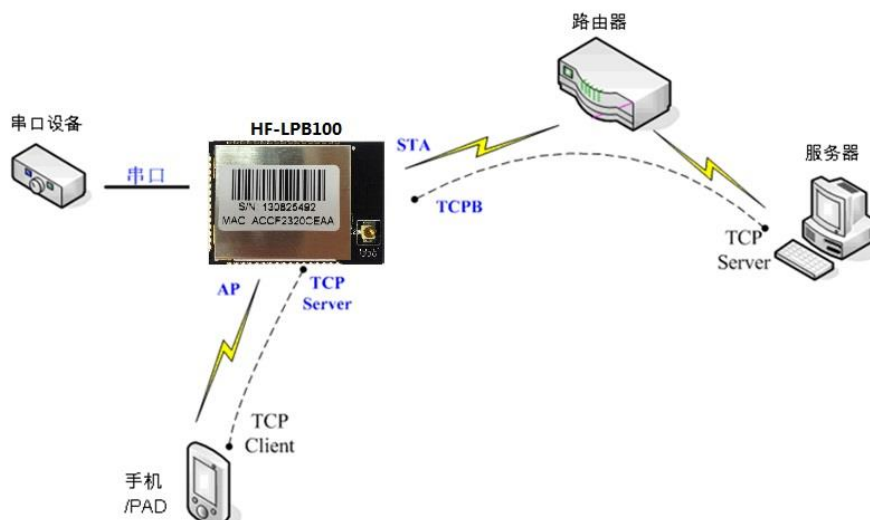 路由器
串口设备
HF-LPB100
STA
服务器
串口
S/N 130825492
MAC ACCF2320CEAA
TCPB
TCP
Server
AP
TCP
Server
TCP
Client
手机
/PAD